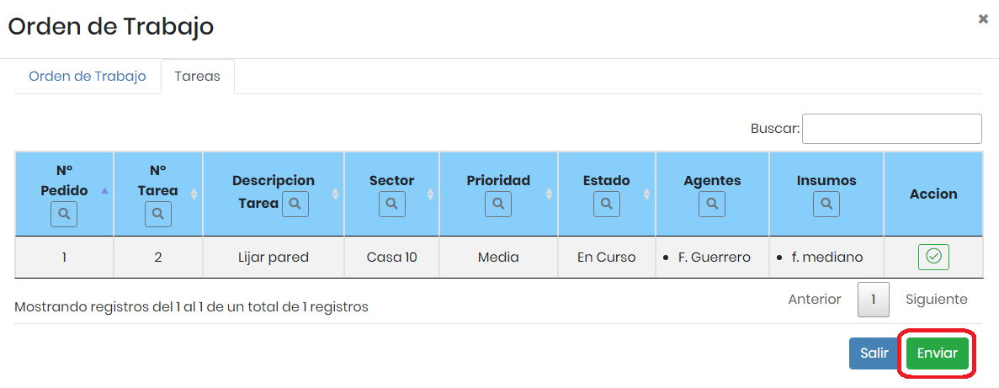 Orden de Trabajo
Orden de Trabajo Tareas
Buscar:
Nº Pedido Nº Tarea Descripcion Tarea Sector Prioridad Estado Agentes Insumos Accion
1 2 Lijar pared Casa 10 Media En Curso • F. Guerrero • f. mediano
Mostrando registros del 1 al 1 de un total de 1 registros
Anterior 1 Siguiente
Salir Enviar